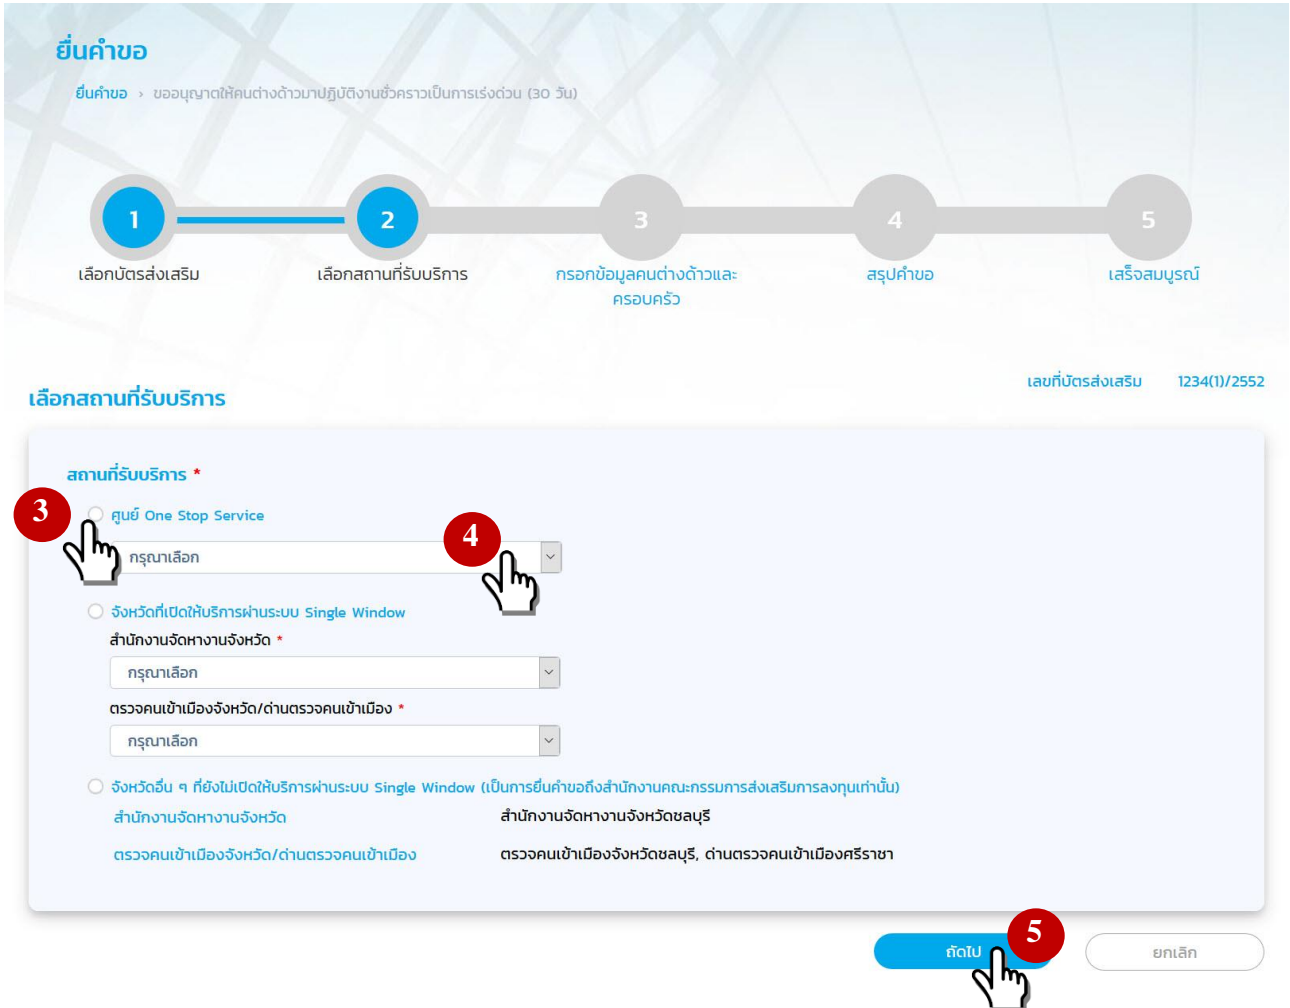 ยื่นคำขอ
ยื่นคำขอ › ขออนุญาตให้คนต่างด้าวมาปฏิบัติงานชั่วคราวเป็นการเร่งด่วน (30 วัน)
1 2 3 4 5
เลือกบัตรส่งเสริม เลือกสถานที่รับบริการ กรอกข้อมูลคนต่างด้าวและ สรุปคำขอ เสร็จสมบูรณ์
ครอบครัว
เลขที่บัตรส่งเสริม 1234(1)/2552
เลือกสถานที่รับบริการ
สถานที่รับบริการ *
3 ศูนย์ One Stop Service
กรุณาเลือก 4
จังหวัดที่เปิดให้บริการผ่านระบบ Single Window
สำนักงานจัดหางานจังหวัด *
กรุณาเลือก
ตรวจคนเข้าเมืองจังหวัด/ด่านตรวจคนเข้าเมือง *
กรุณาเลือก
จังหวัดอื่น ๆ ที่ยังไม่เปิดให้บริการผ่านระบบ Single Window (เป็นการยื่นคำขอถึงสำนักงานคณะกรรมการส่งเสริมการลงทุนเท่านั้น)
สำนักงานจัดหางานจังหวัด สำนักงานจัดหางานจังหวัดชลบุรี
ตรวจคนเข้าเมืองจังหวัด/ด่านตรวจคนเข้าเมือง ตรวจคนเข้าเมืองจังหวัดชลบุรี, ด่านตรวจคนเข้าเมืองศรีราชา
ถัดไป 5 ยกเลิก